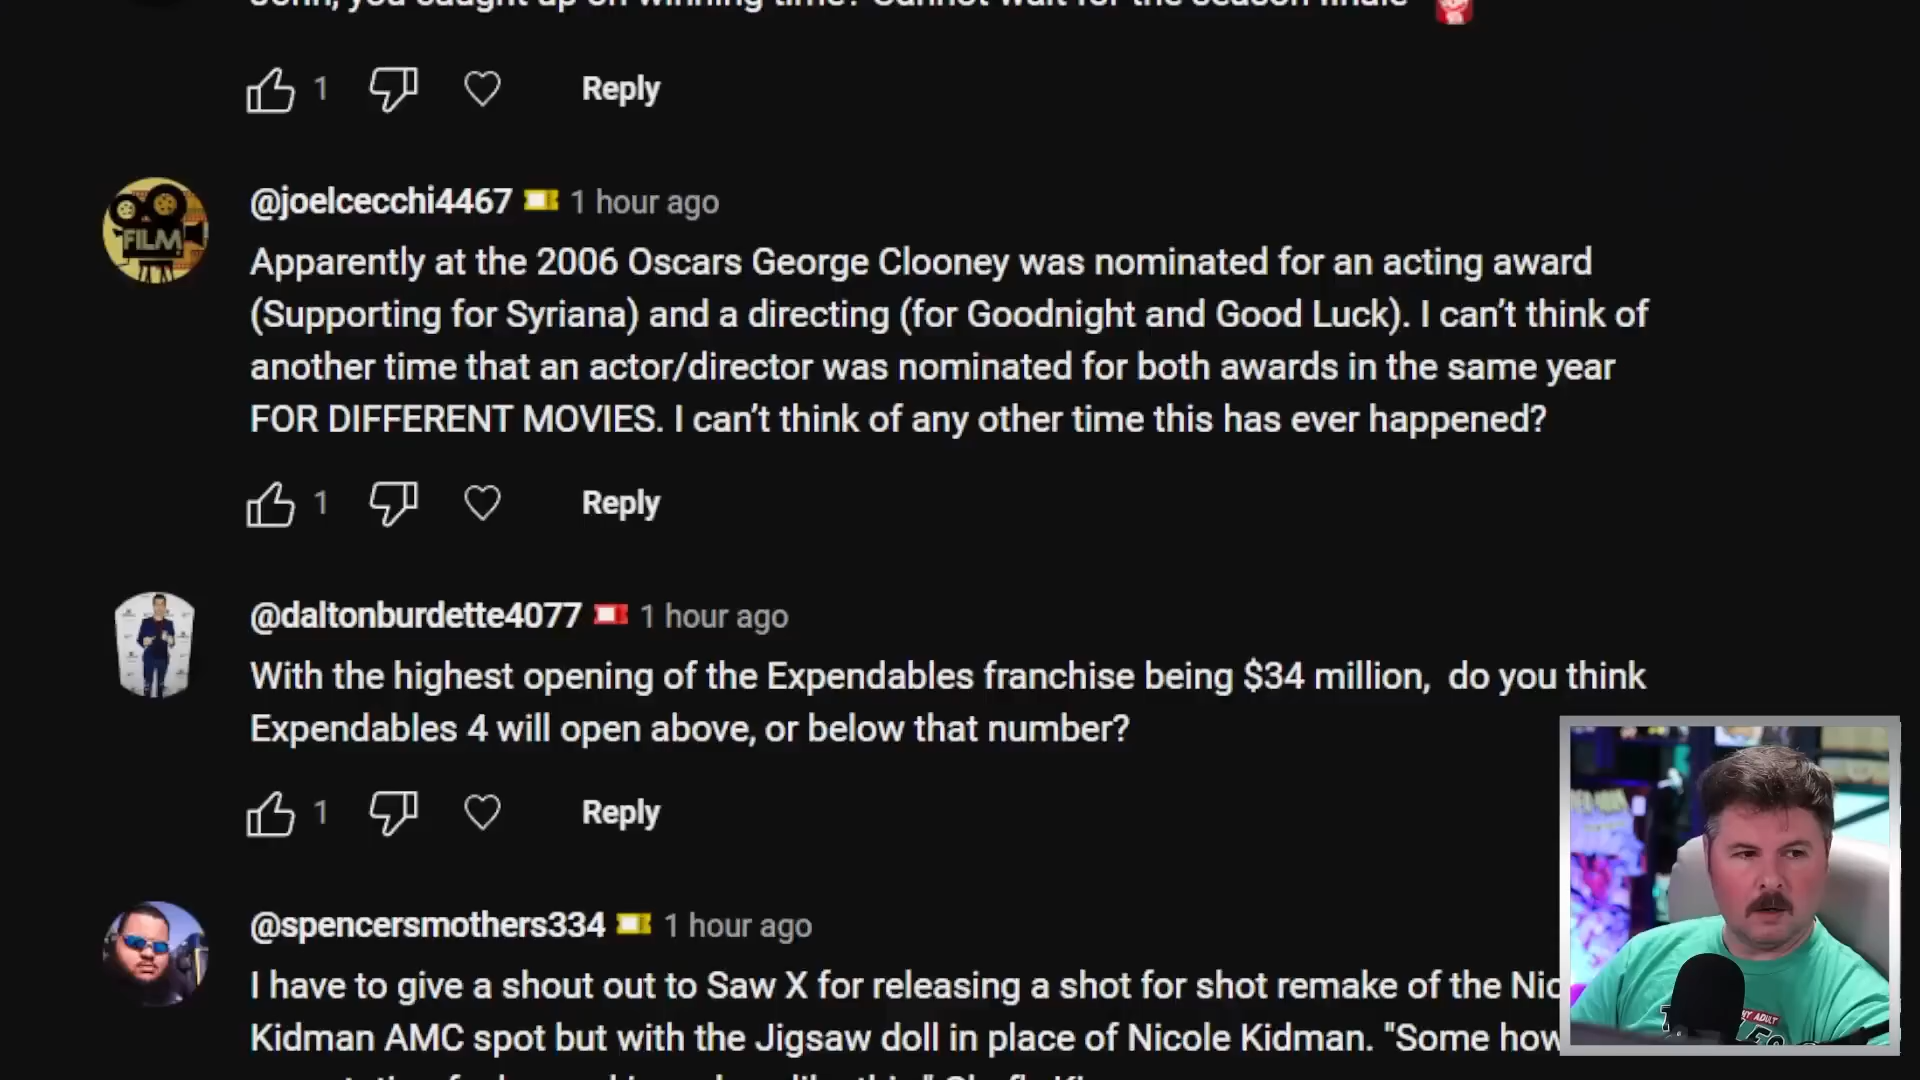 John, you caught up on winning time? Cannot wait for the season finale
1 Reply
@joelcecchi4467 1 hour ago
FILM
Apparently at the 2006 Oscars George Clooney was nominated for an acting award
(Supporting for Syriana) and a directing (for Goodnight and Good Luck). I can’t think of
another time that an actor/director was nominated for both awards in the same year
FOR DIFFERENT MOVIES. I can’t think of any other time this has ever happened?
1 Reply
@daltonburdette4077 1 hour ago
With the highest opening of the Expendables franchise being $34 million, do you think
Expendables 4 will open above, or below that number?
1 Reply
@spencersmothers334 1 hour ago
I have to give a shout out to Saw X for releasing a shot for shot remake of the Nic
Kidman AMC spot but with the Jigsaw doll in place of Nicole Kidman. "Some how